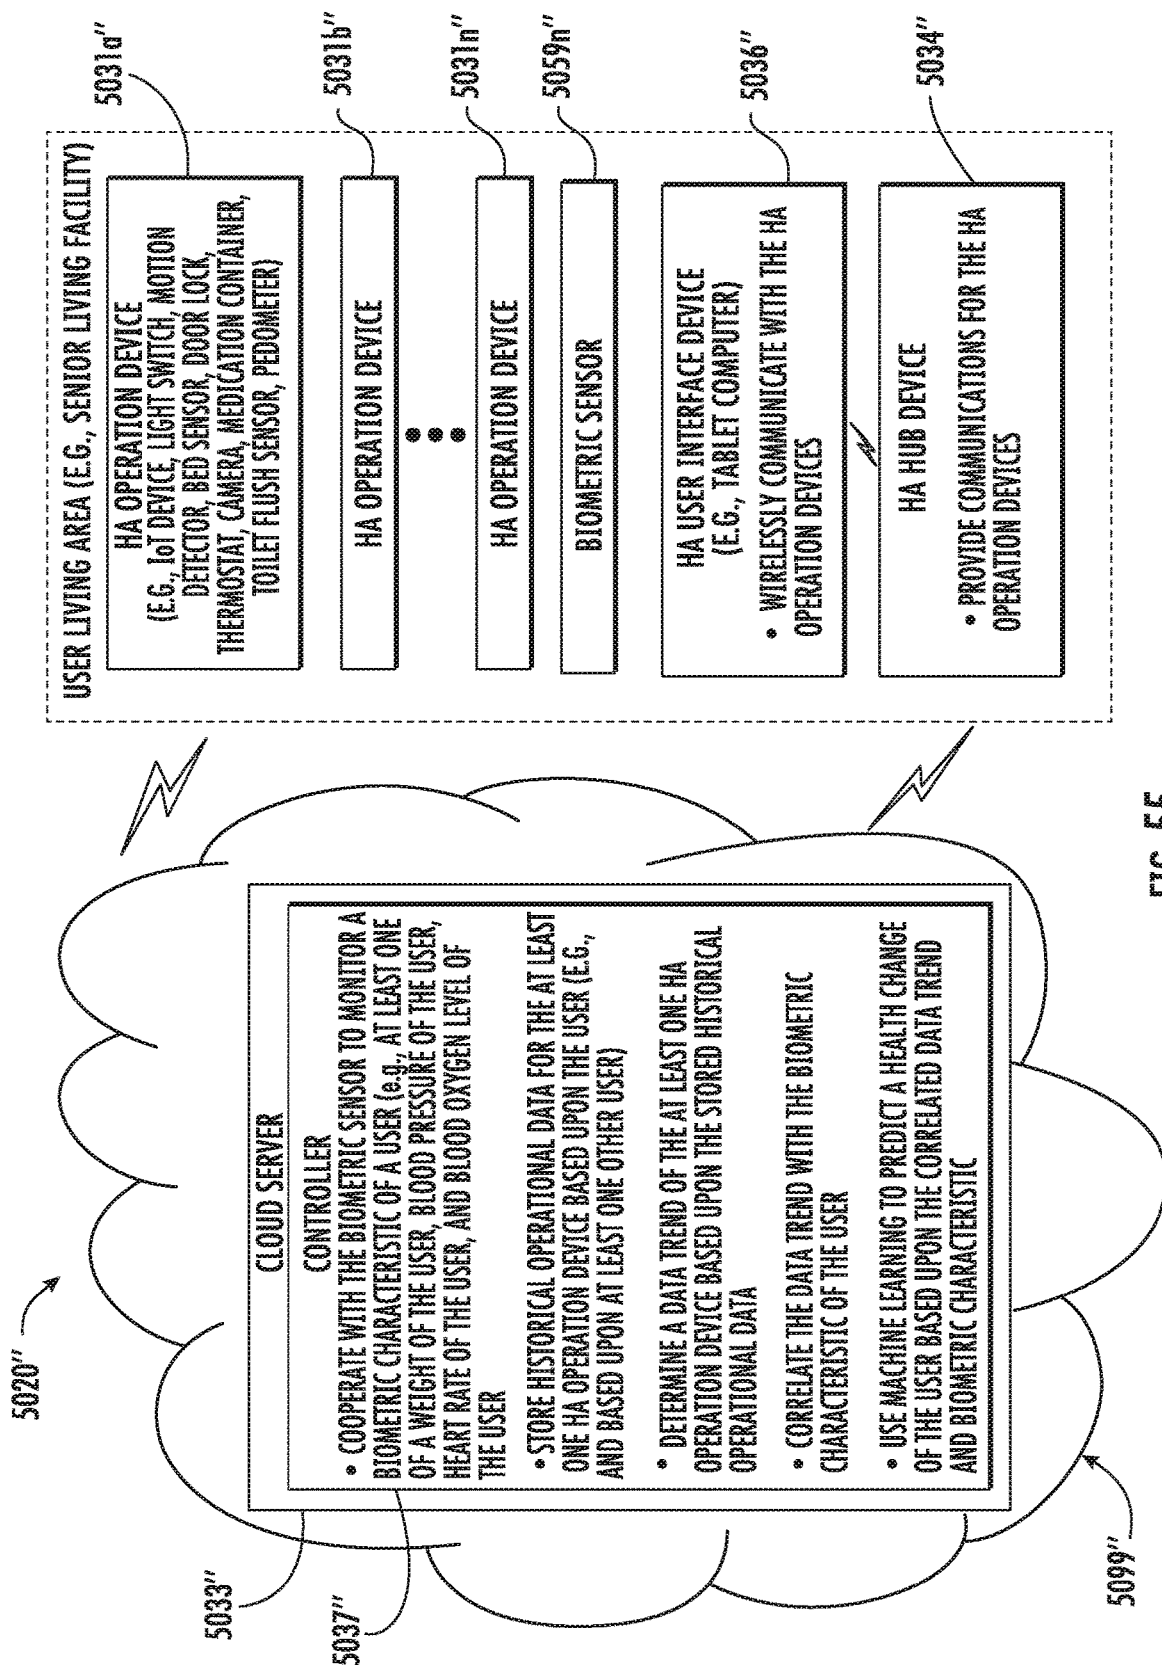 5020″
5033″
5037″
5099″
CLOUD SERVER
CONTROLLER
• COOPERATE WITH THE BIOMETRIC SENSOR TO MONITOR A
BIOMETRIC CHARACTERISTIC OF A USER (e.g., AT LEAST ONE
OF A WEIGHT OF THE USER, BLOOD PRESSURE OF THE USER,
HEART RATE OF THE USER, AND BLOOD OXYGEN LEVEL OF
THE USER
• STORE HISTORICAL OPERATIONAL DATA FOR THE AT LEAST
ONE HA OPERATION DEVICE BASED UPON THE USER (E.G.,
AND BASED UPON AT LEAST ONE OTHER USER)
• DETERMINE A DATA TREND OF THE AT LEAST ONE HA
OPERATION DEVICE BASED UPON THE STORED HISTORICAL
OPERATIONAL DATA
• CORRELATE THE DATA TREND WITH THE BIOMETRIC
CHARACTERISTIC OF THE USER
• USE MACHINE LEARNING TO PREDICT A HEALTH CHANGE
OF THE USER BASED UPON THE CORRELATED DATA TREND
AND BIOMETRIC CHARACTERISTIC
USER LIVING AREA (E.G., SENIOR LIVING FACILITY)
HA OPERATION DEVICE
(E.G., IoT DEVICE, LIGHT SWITCH, MOTION
DETECTOR, BED SENSOR, DOOR LOCK,
THERMOSTAT, CAMERA, MEDICATION CONTAINER,
TOILET FLUSH SENSOR, PEDOMETER)
5031a″
HA OPERATION DEVICE
5031b″
HA OPERATION DEVICE
5031n″
BIOMETRIC SENSOR
5059n″
HA USER INTERFACE DEVICE
(E.G., TABLET COMPUTER)
• WIRELESSLY COMMUNICATE WITH THE HA
OPERATION DEVICES
5036″
HA HUB DEVICE
• PROVIDE COMMUNICATIONS FOR THE HA
OPERATION DEVICES
5034″
FIG. 55